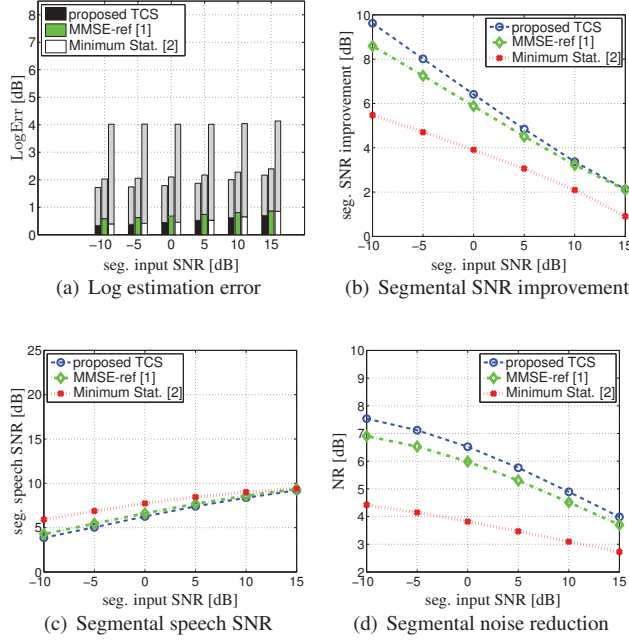 proposed TCS
MMSE-ref [1]
Minimum Stat. [2]
LogErr [dB]
8
6
4
2
0
−10 −5 0 5 10 15
seg. input SNR [dB]
(a) Log estimation error
proposed TCS
MMSE-ref [1]
Minimum Stat. [2]
seg. SNR improvement [dB]
10
8
6
4
2
0
−10 −5 0 5 10 15
seg. input SNR [dB]
(b) Segmental SNR improvement
proposed TCS
MMSE-ref [1]
Minimum Stat. [2]
seg. speech SNR [dB]
25
20
15
10
5
0
−10 −5 0 5 10 15
seg. input SNR [dB]
(c) Segmental speech SNR
proposed TCS
MMSE-ref [1]
Minimum Stat. [2]
NR [dB]
10
9
8
7
6
5
4
3
2
−10 −5 0 5 10 15
seg. input SNR [dB]
(d) Segmental noise reduction